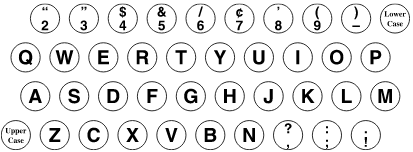 “ ” $ & / ¢ ’ ( ) Lower
2 3 4 5 6 7 8 9 – Case
Q W E R T Y U I O P
A S D F G H J K L M
Upper Case Z C X V B N ? , : ; . !